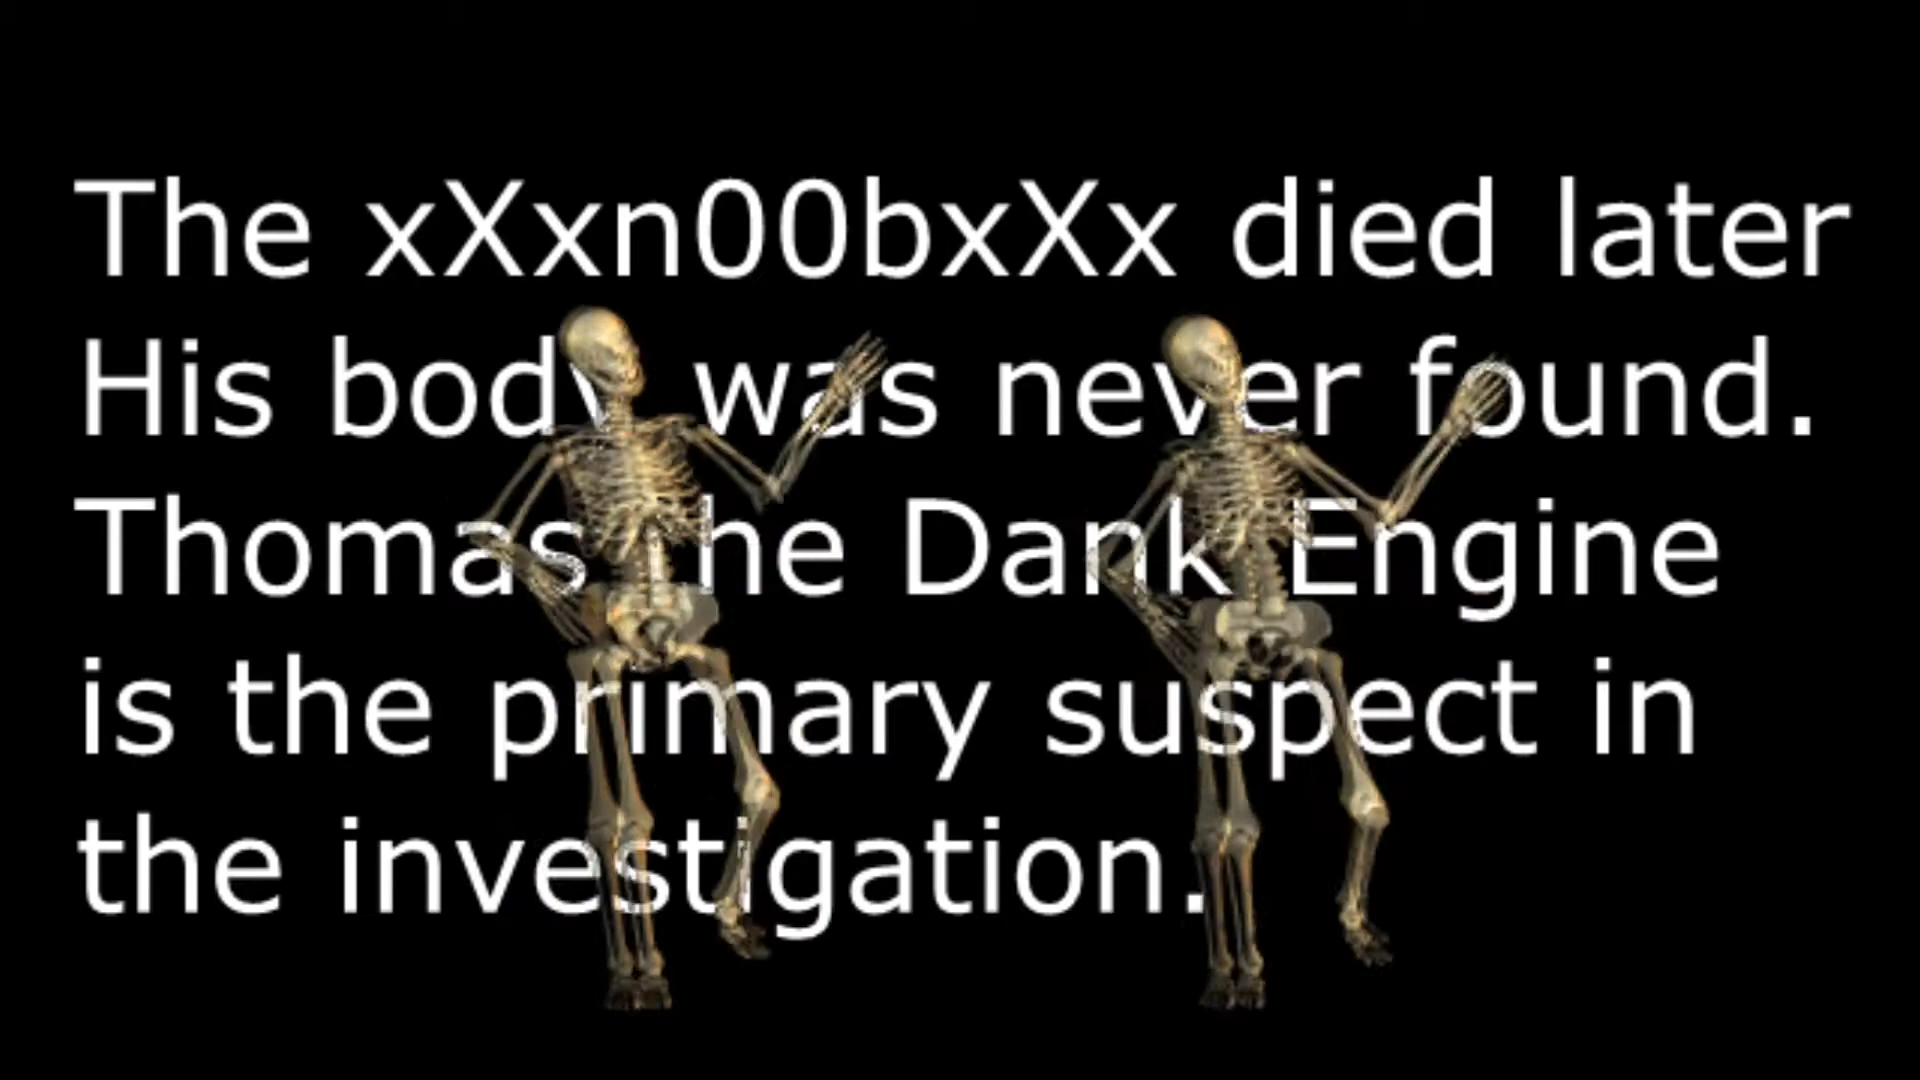 The xXxn00bxXx died later
His body was never found.
Thomas the Dank Engine
is the primary suspect in
the investigation.